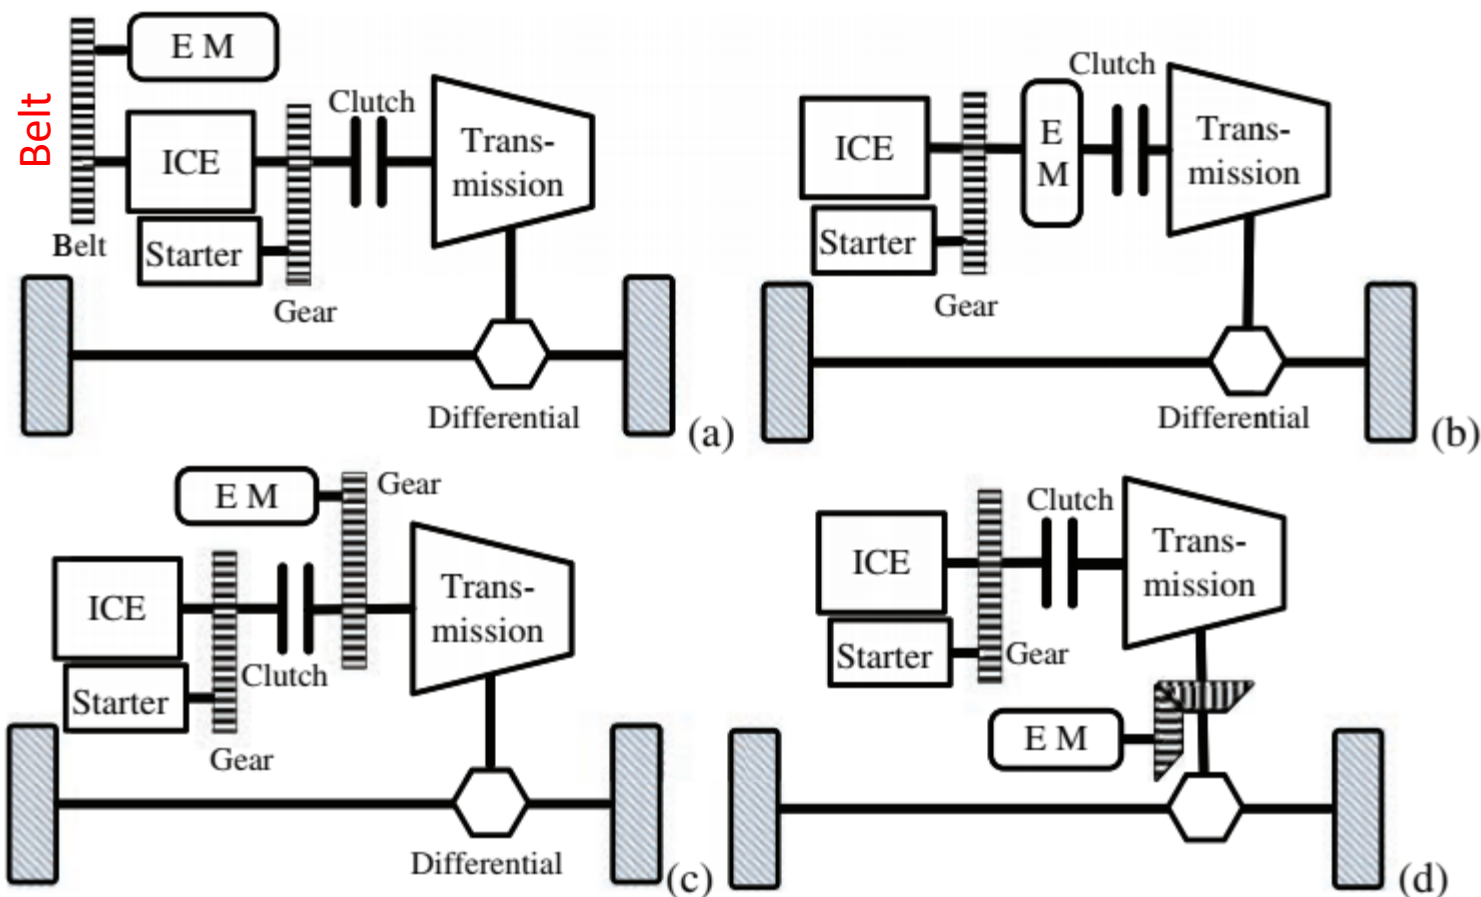 E M
Belt
Clutch
ICE
Trans-
mission
Starter
Belt
Gear
Differential
(a)
Clutch
E
M
ICE
Trans-
mission
Starter
Gear
Differential
(b)
E M
Gear
ICE
Trans-
mission
Clutch
Starter
Gear
Differential
(c)
Clutch
ICE
Trans-
mission
Starter
Gear
E M
(d)